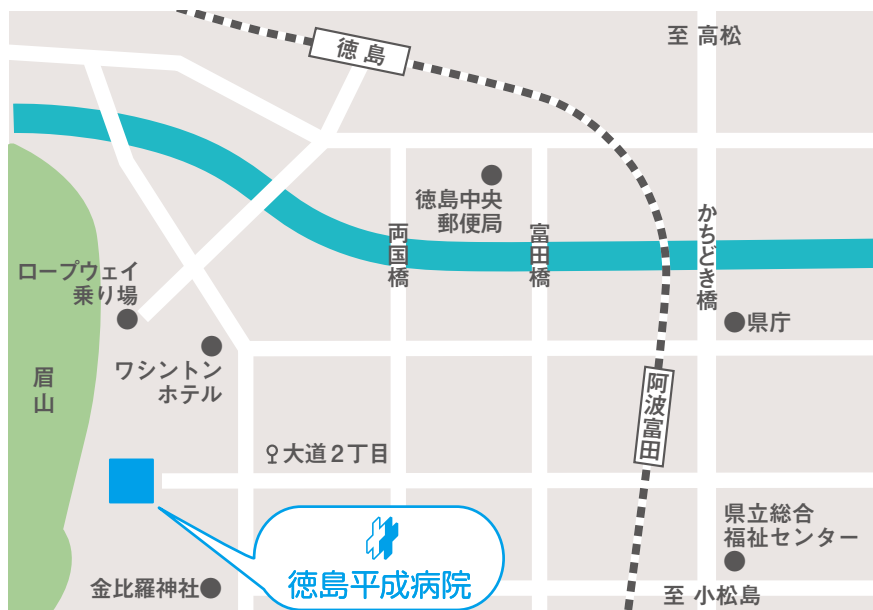 徳島
至 高松
徳島中央
郵便局
両国橋
富田橋
かちどき橋
ロープウェイ
乗り場
県庁
ワシントン
ホテル
眉山
阿波富田
大道2丁目
県立総合
福祉センター
徳島平成病院
金比羅神社
至 小松島